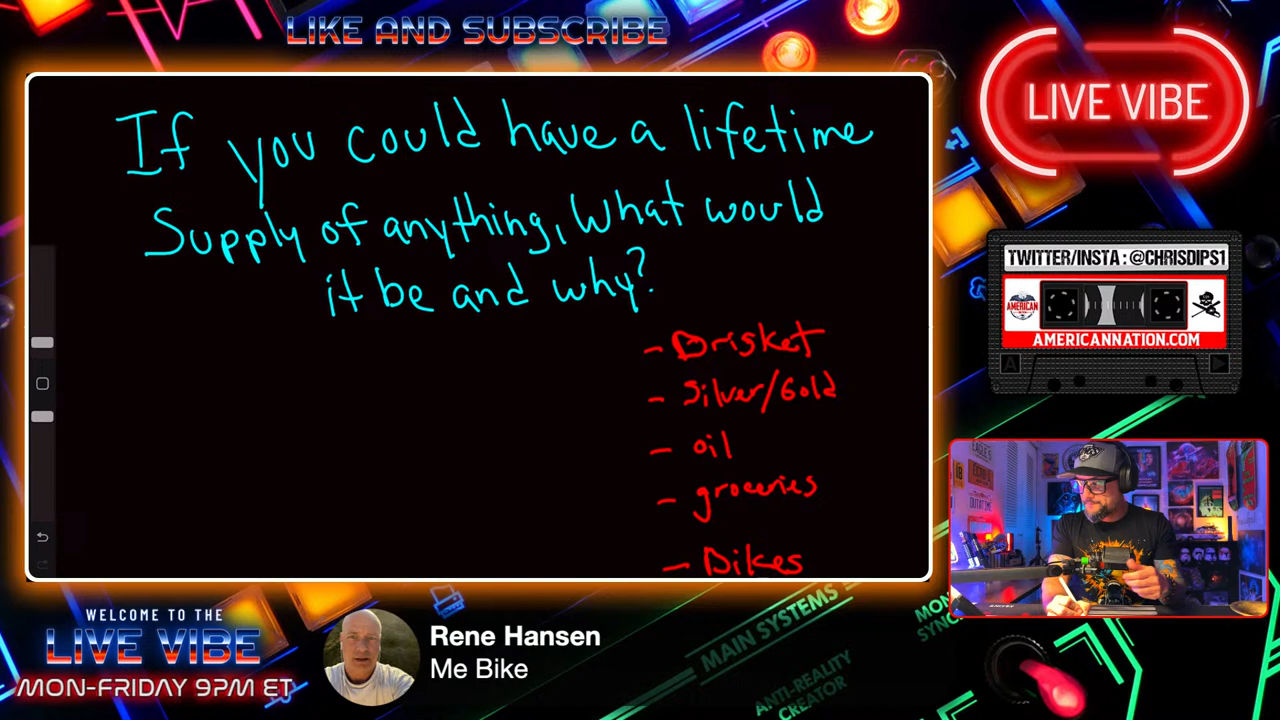 LIKE AND SUBSCRIBE
If you could have a lifetime
Supply of anything, What would
it be and why?
- Brisket
- Silver/Gold
- oil
- groceries
- Bikes
LIVE VIBE
TWITTER/INSTA : @CHRISDIPS1
AMERICAN
AMERICANNATION.COM
A
WELCOME TO THE
LIVE VIBE
MON-FRIDAY 9PM ET
Rene Hansen
Me Bike
MAIN SYSTEMS
ANTI-REALITY
CREATOR